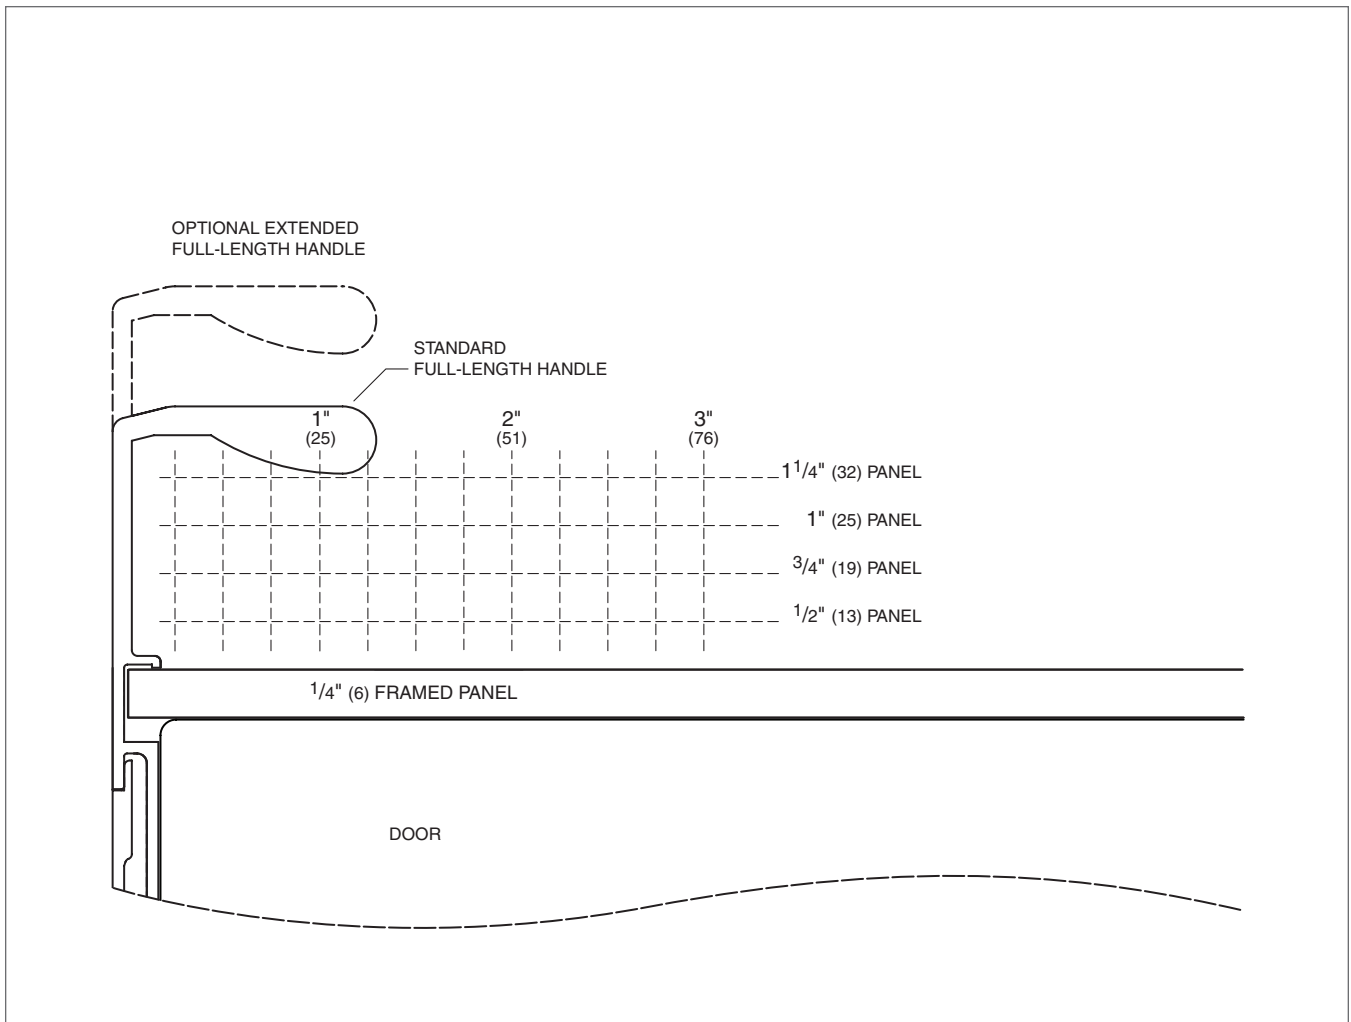 OPTIONAL EXTENDED
FULL-LENGTH HANDLE
STANDARD
FULL-LENGTH HANDLE
1" 2" 3"
(25) (51) (76)
1 1/4" (32) PANEL
1" (25) PANEL
3/4" (19) PANEL
1/2" (13) PANEL
1/4" (6) FRAMED PANEL
DOOR